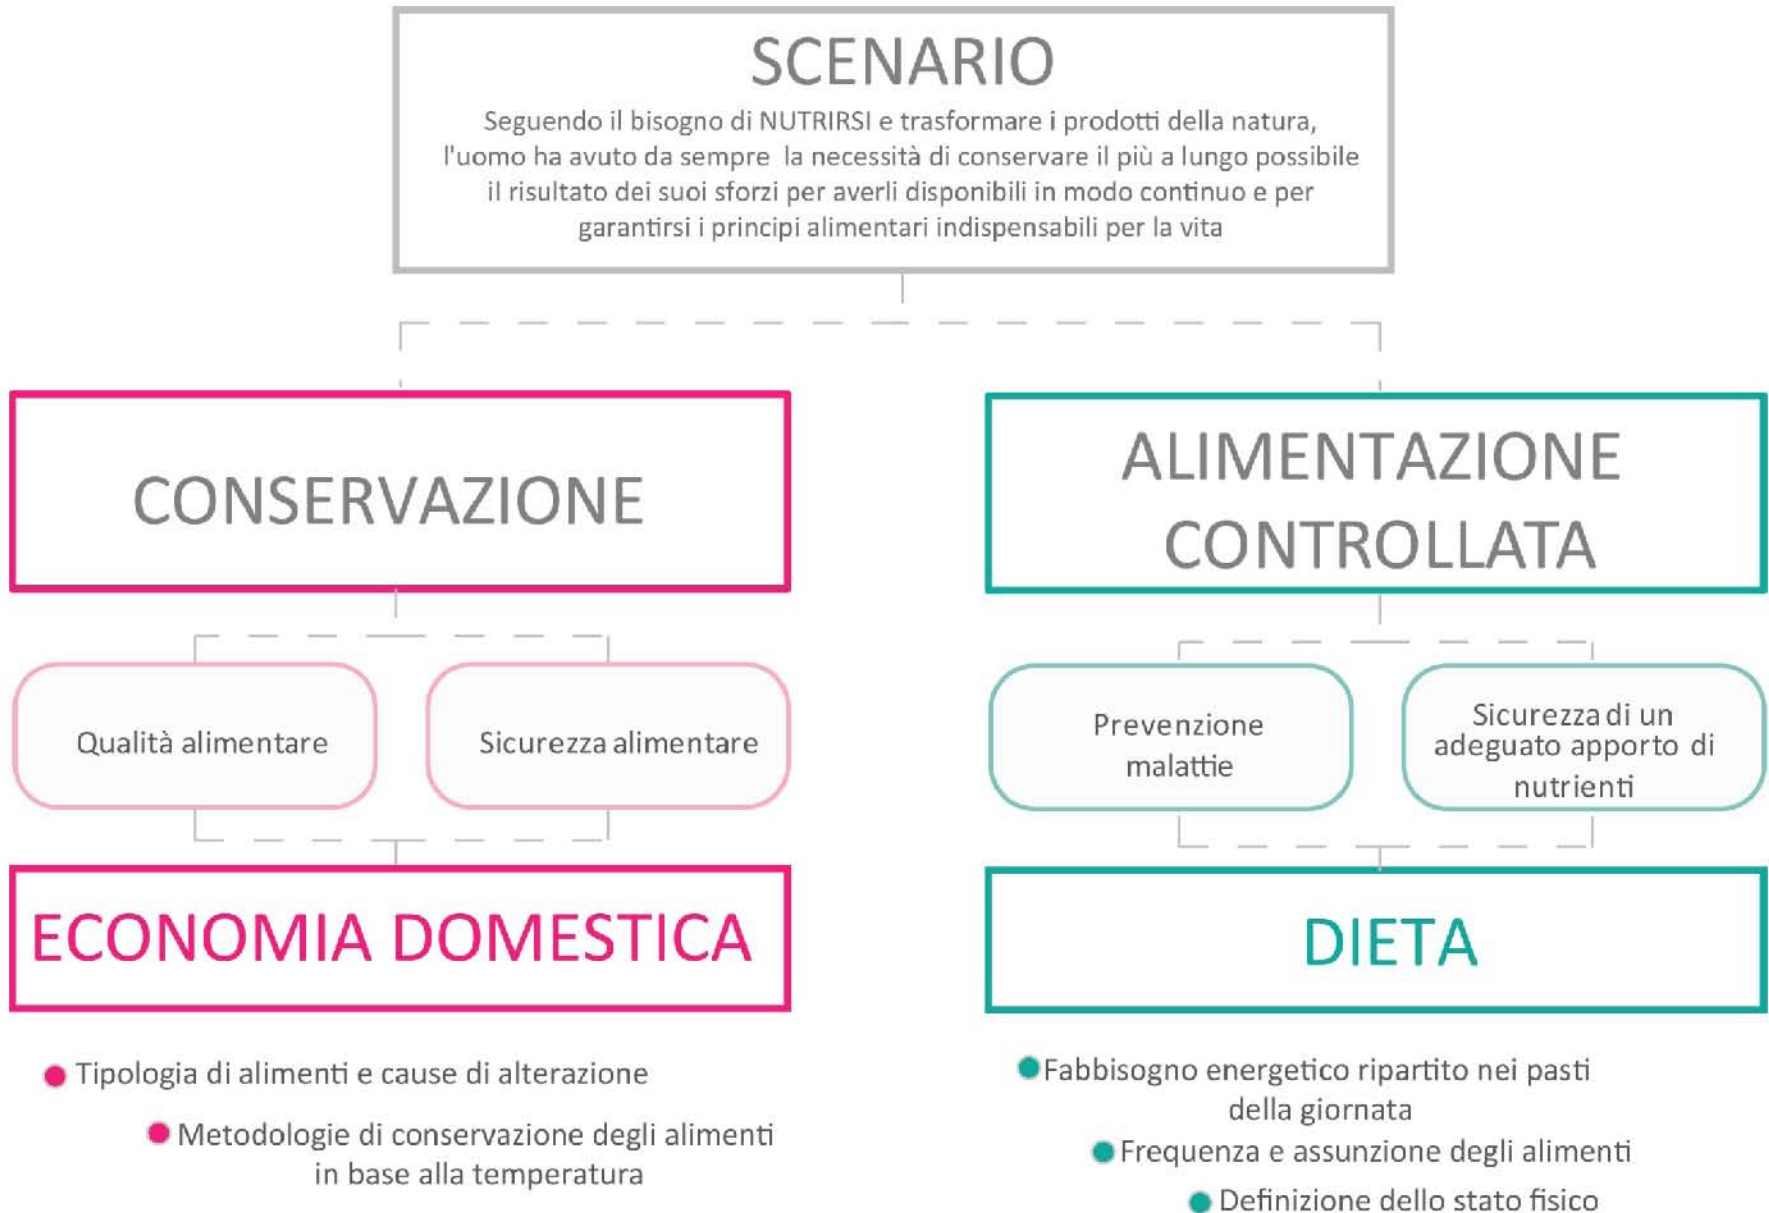 SCENARIO
Seguendo il bisogno di NUTRIRSI e trasformare i prodotti della natura,
l'uomo ha avuto da sempre la necessità di conservare il più a lungo possibile
il risultato dei suoi sforzi per averli disponibili in modo continuo e per
garantirsi i principi alimentari indispensabili per la vita
CONSERVAZIONE
Qualità alimentare
Sicurezza alimentare
ECONOMIA DOMESTICA
Tipologia di alimenti e cause di alterazione
Metodologie di conservazione degli alimenti
in base alla temperatura
ALIMENTAZIONE
CONTROLLATA
Prevenzione
malattie
Sicurezza di un
adeguato apporto di
nutrienti
DIETA
Fabbisogno energetico ripartito nei pasti
della giornata
Frequenza e assunzione degli alimenti
Definizione dello stato fisico